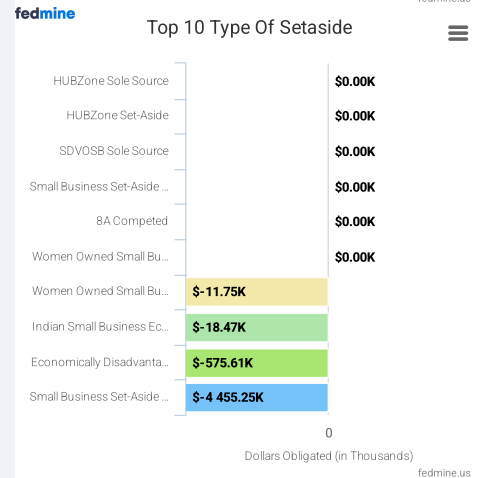 fedmine.us
fedmine
Top 10 Type Of Setaside
HUBZone Sole Source $0.00K
HUBZone Set-Aside $0.00K
SDVOSB Sole Source $0.00K
Small Business Set-Aside ... $0.00K
8A Competed $0.00K
Women Owned Small Bu... $0.00K
Women Owned Small Bu... $-11.75K
Indian Small Business Ec... $-18.47K
Economically Disadvanta... $-575.61K
Small Business Set-Aside ... $-4 455.25K
0
Dollars Obligated (in Thousands)
fedmine.us